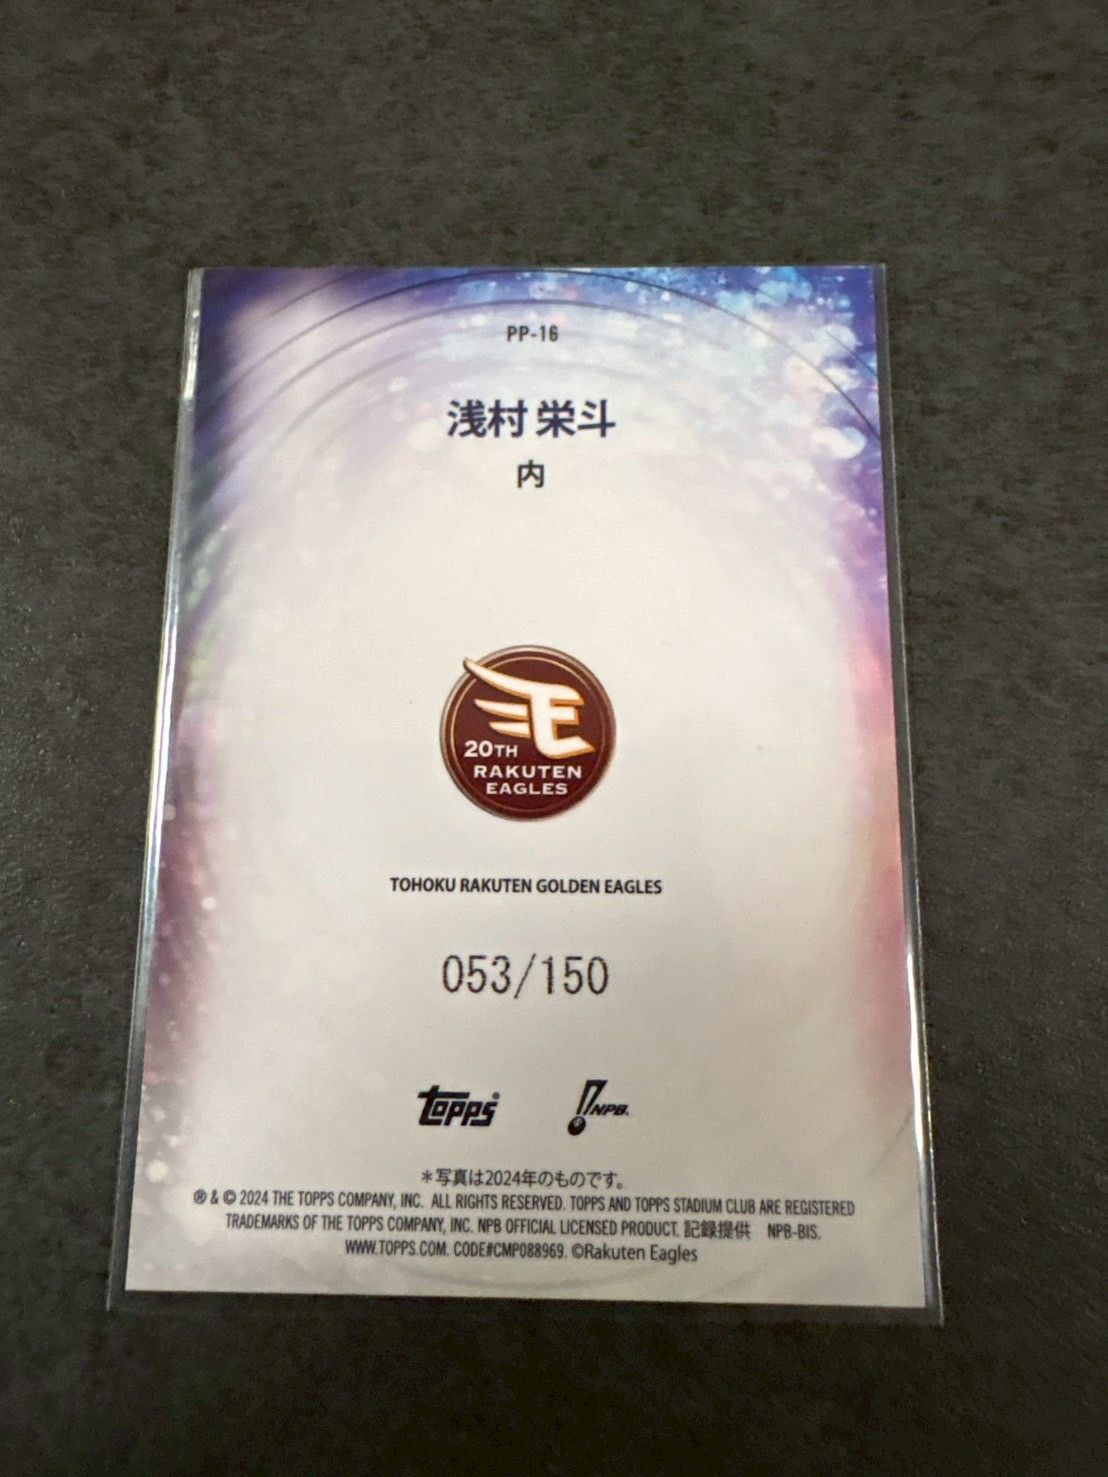 PP-16
浅村 栄斗
内
20TH
RAKUTEN
EAGLES
TOHOKU RAKUTEN GOLDEN EAGLES
053/150
Topps®
NPB.
＊写真は2024年のものです。
® & © 2024 THE TOPPS COMPANY, INC. ALL RIGHTS RESERVED. TOPPS AND TOPPS STADIUM CLUB ARE REGISTERED
TRADEMARKS OF THE TOPPS COMPANY, INC. NPB OFFICIAL LICENSED PRODUCT. 記録提供 NPB-BIS.
WWW.TOPPS.COM. CODE#CMP088969. ©Rakuten Eagles